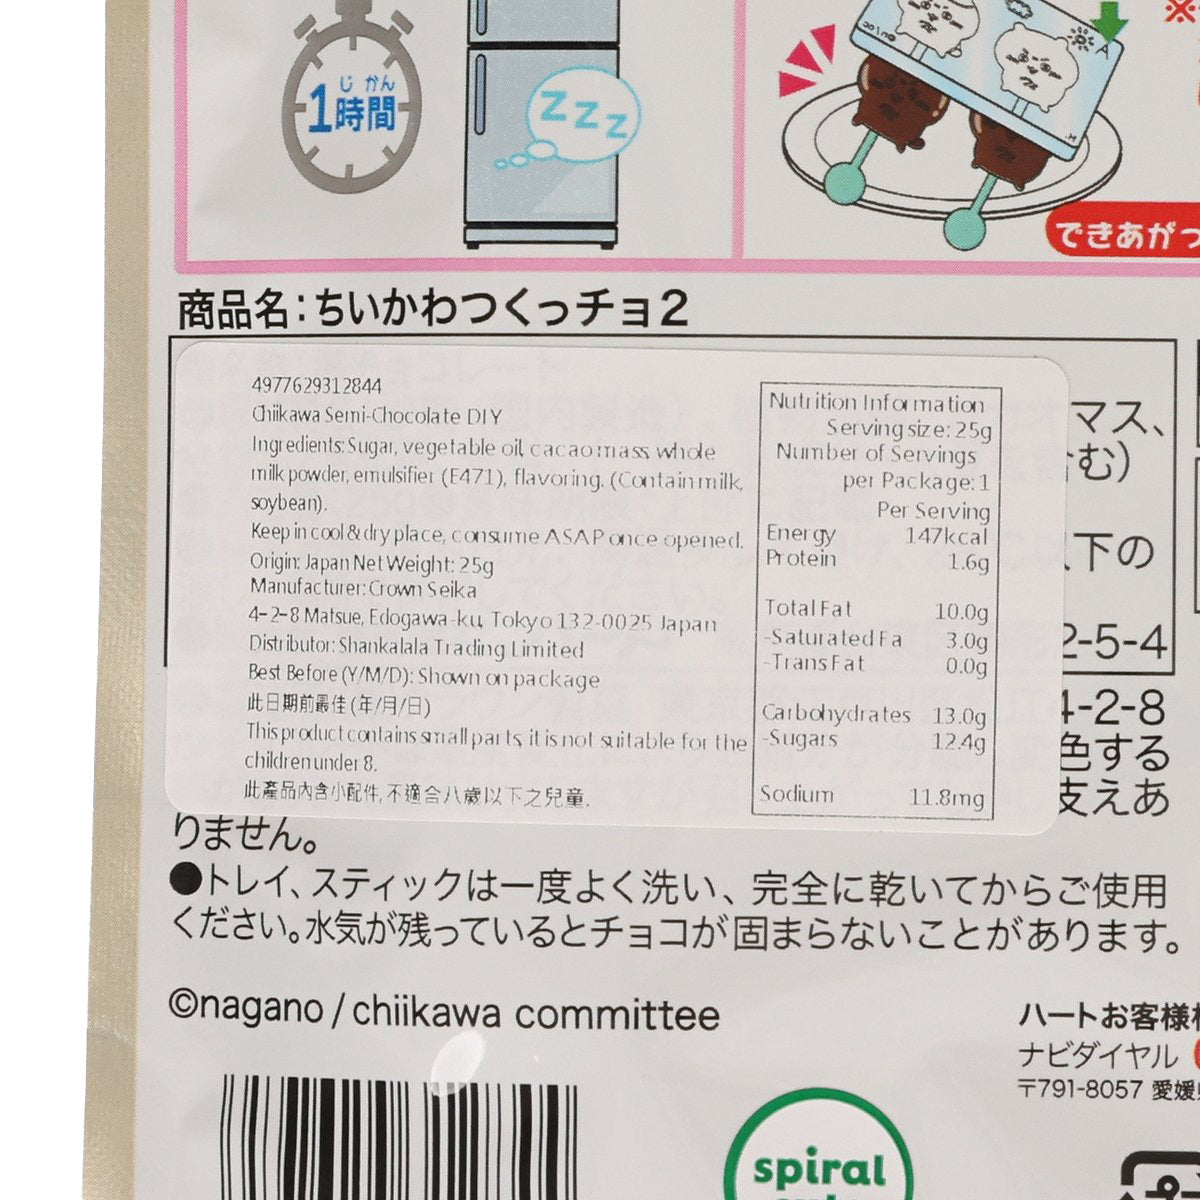 じ かん
1時間
zzz
A
できあがっ
商品名:ちいかわつくっチョ2
4977629312844
Chiikawa Semi-Chocolate DIY
Ingredients: Sugar, vegetable oil, cacao mass, whole
milk powder, emulsifier (E471), flavoring. (Contain milk,
soybean).
Keep in cool & dry place, consume ASAP once opened.
Origin: Japan Net Weight: 25g
Manufacturer: Crown Seika
4-2-8 Matsue, Edogawa-ku, Tokyo 132-0025 Japan
Distributor: Shankalala Trading Limited
Best Before (Y/M/D): Shown on package
此日期前最佳 (年/月/日)
This product contains small parts, it is not suitable for the
children under 8.
此產品內含小配件, 不適合八歲以下之兒童.
Nutrition Information
Serving size: 25g
Number of Servings
per Package: 1
Per Serving
Energy 147kcal
Protein 1.6g
Total Fat 10.0g
-Saturated Fa 3.0g
-Trans Fat 0.0g
Carbohydrates 13.0g
-Sugars 12.4g
Sodium 11.8mg
マス、
含む)
以下の
2-5-4
4-2-8
色する
支えあ
りません。
●トレイ、スティックは一度よく洗い、完全に乾いてからご使用
ください。水気が残っているとチョコが固まらないことがあります。
©nagano / chiikawa committee
ハートお客様
ナビダイヤル
〒791-8057 愛媛
spiral